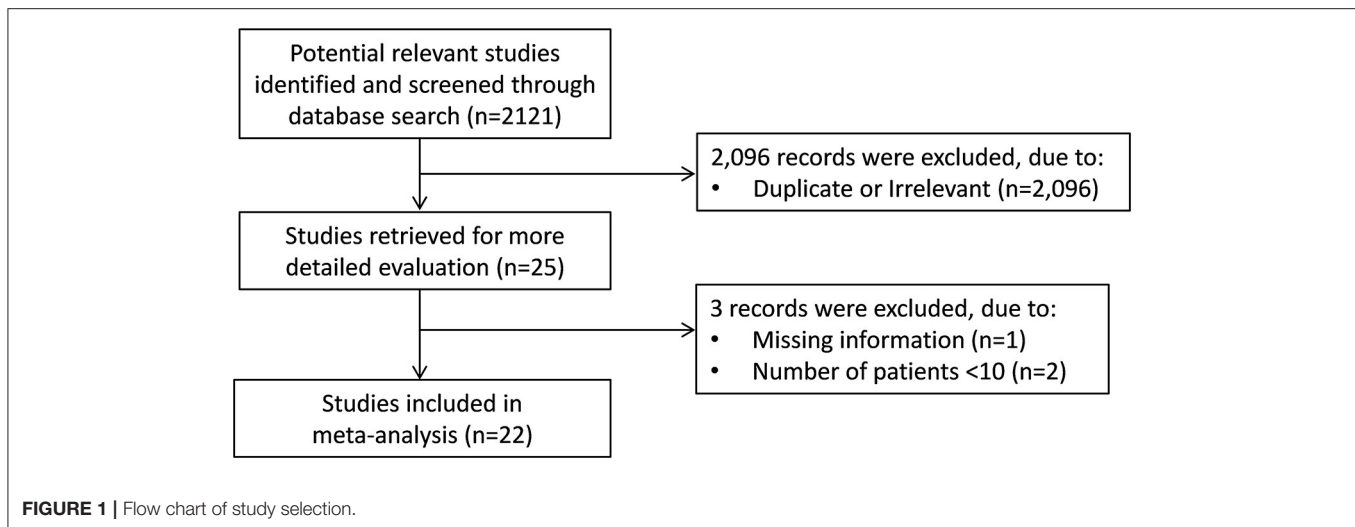 Potential relevant studies
identified and screened through
database search (n=2121)
2,096 records were excluded, due to:
• Duplicate or Irrelevant (n=2,096)
Studies retrieved for more
detailed evaluation (n=25)
3 records were excluded, due to:
• Missing information (n=1)
• Number of patients <10 (n=2)
Studies included in
meta-analysis (n=22)
FIGURE 1 | Flow chart of study selection.